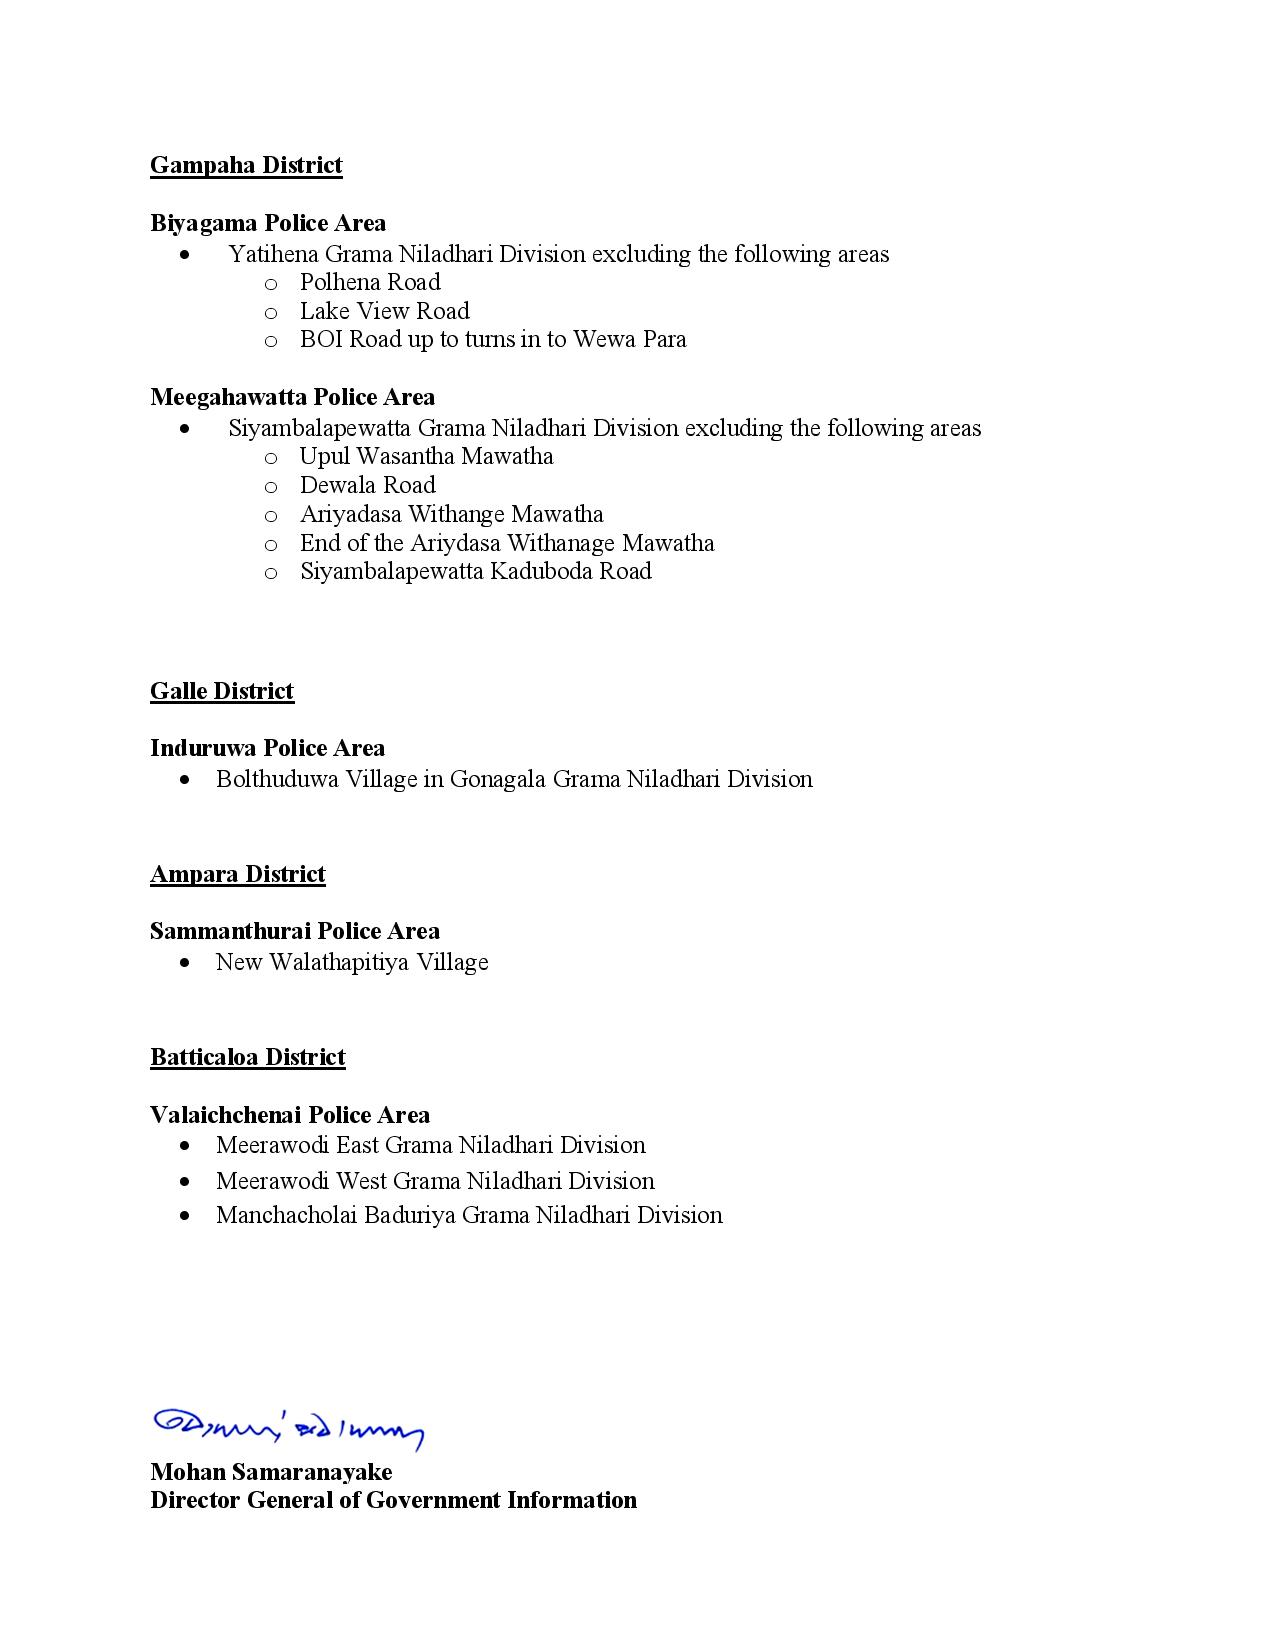 Gampaha District
Biyagama Police Area
• Yatihena Grama Niladhari Division excluding the following areas
o Polhena Road
o Lake View Road
o BOI Road up to turns in to Wewa Para
Meegahawatta Police Area
• Siyambalapewatta Grama Niladhari Division excluding the following areas
o Upul Wasantha Mawatha
o Dewala Road
o Ariyadasa Withange Mawatha
o End of the Ariydasa Withanage Mawatha
o Siyambalapewatta Kaduboda Road
Galle District
Induruwa Police Area
• Bolthuduwa Village in Gonagala Grama Niladhari Division
Ampara District
Sammanthurai Police Area
• New Walathapitiya Village
Batticaloa District
Valaichchenai Police Area
• Meerawodi East Grama Niladhari Division
• Meerawodi West Grama Niladhari Division
• Manchacholai Baduriya Grama Niladhari Division
Mohan Samaranayake
Director General of Government Information